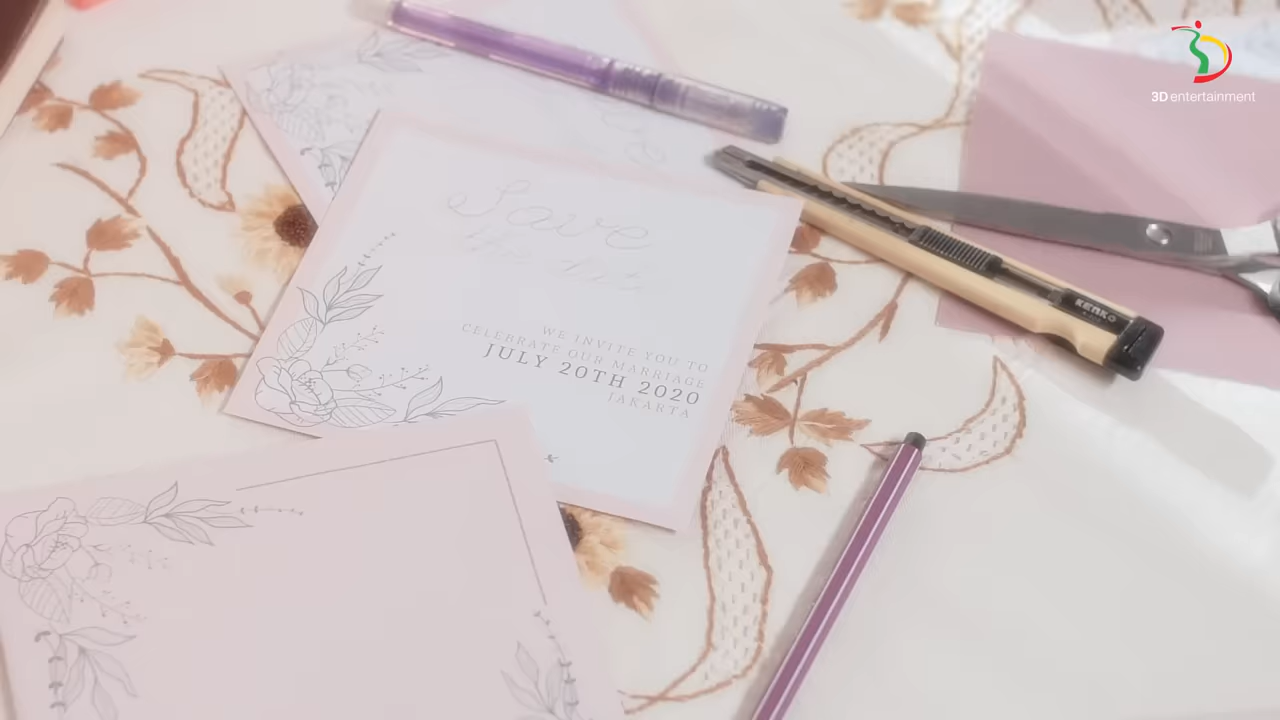 3D entertainment
Save
the date
WE INVITE YOU TO
CELEBRATE OUR MARRIAGE
JULY 20TH 2020
JAKARTA
KENKO